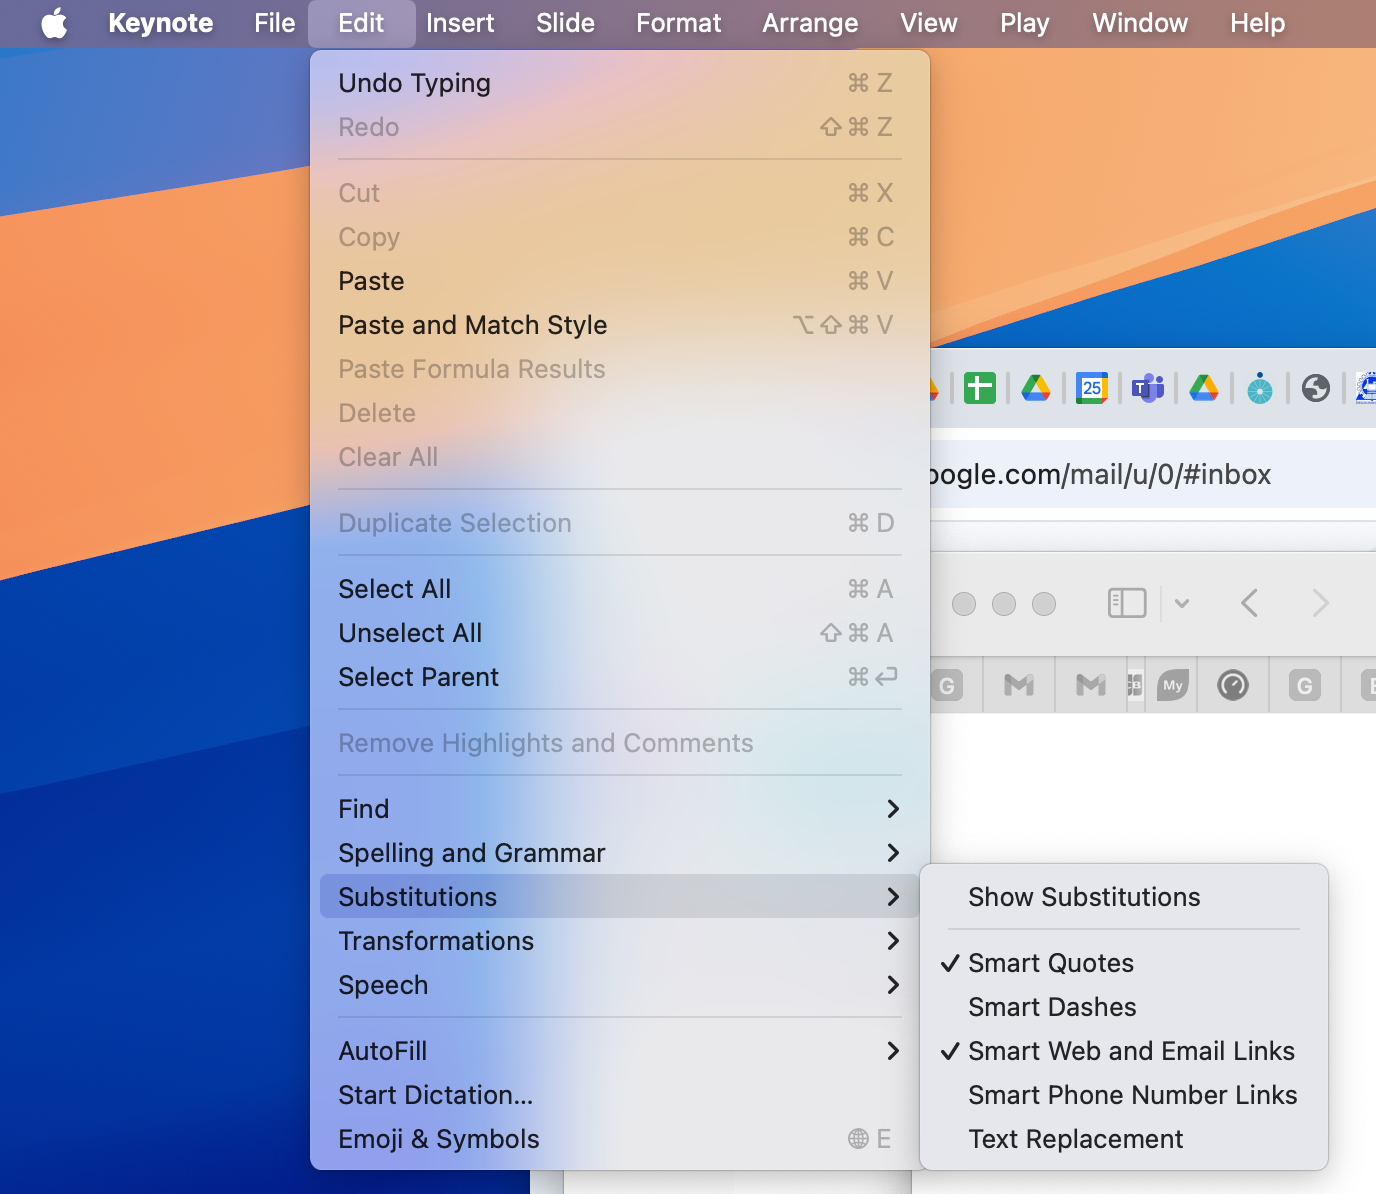 Keynote File Edit Insert Slide Format Arrange View Play Window Help
Undo Typing ⌘ Z
Redo ⇧ ⌘ Z
Cut ⌘ X
Copy ⌘ C
Paste ⌘ V
Paste and Match Style ⌥ ⇧ ⌘ V
Paste Formula Results
Delete
Clear All
Duplicate Selection ⌘ D
Select All ⌘ A
Unselect All ⇧ ⌘ A
Select Parent ⌘ ↩
Remove Highlights and Comments
Find
Spelling and Grammar
Substitutions
Transformations
Speech
AutoFill
Start Dictation...
Emoji & Symbols E
25 T
oogle.com/mail/u/0/#inbox
G My G
Show Substitutions
✓ Smart Quotes
Smart Dashes
✓ Smart Web and Email Links
Smart Phone Number Links
Text Replacement